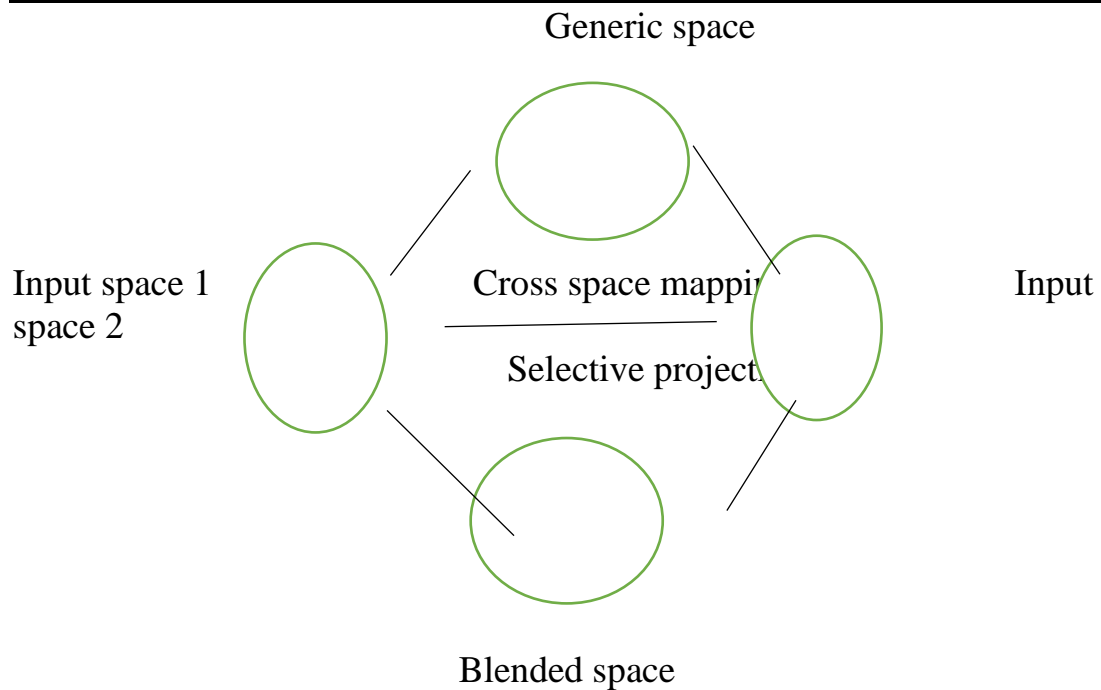 Generic space
Input space 1 Cross space mappi Input
space 2
Selective project
Blended space